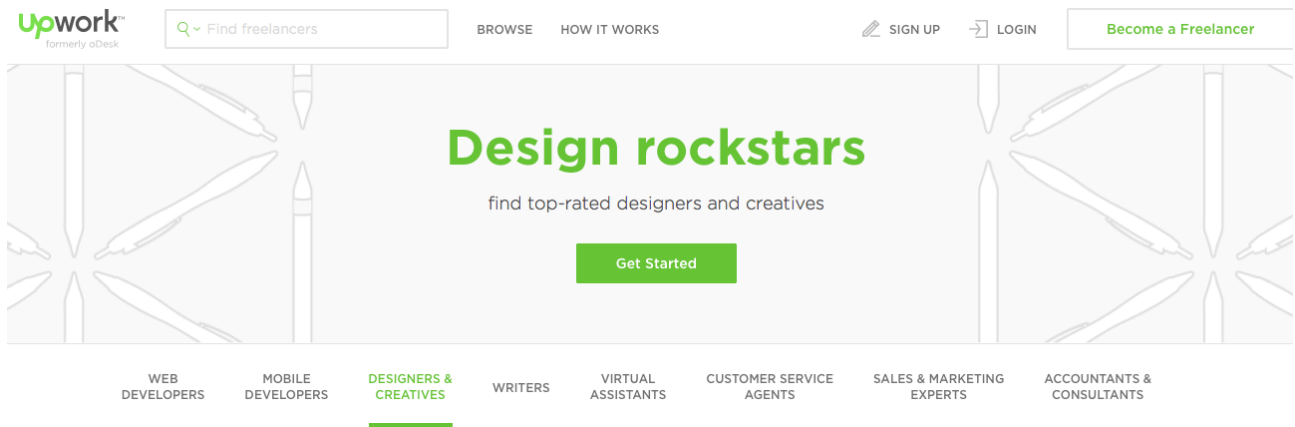 Upwork™
formerly oDesk
Find freelancers
BROWSE
HOW IT WORKS
SIGN UP
LOGIN
Become a Freelancer
Design rockstars
find top-rated designers and creatives
Get Started
WEB
DEVELOPERS
MOBILE
DEVELOPERS
DESIGNERS &
CREATIVES
WRITERS
VIRTUAL
ASSISTANTS
CUSTOMER SERVICE
AGENTS
SALES & MARKETING
EXPERTS
ACCOUNTANTS &
CONSULTANTS